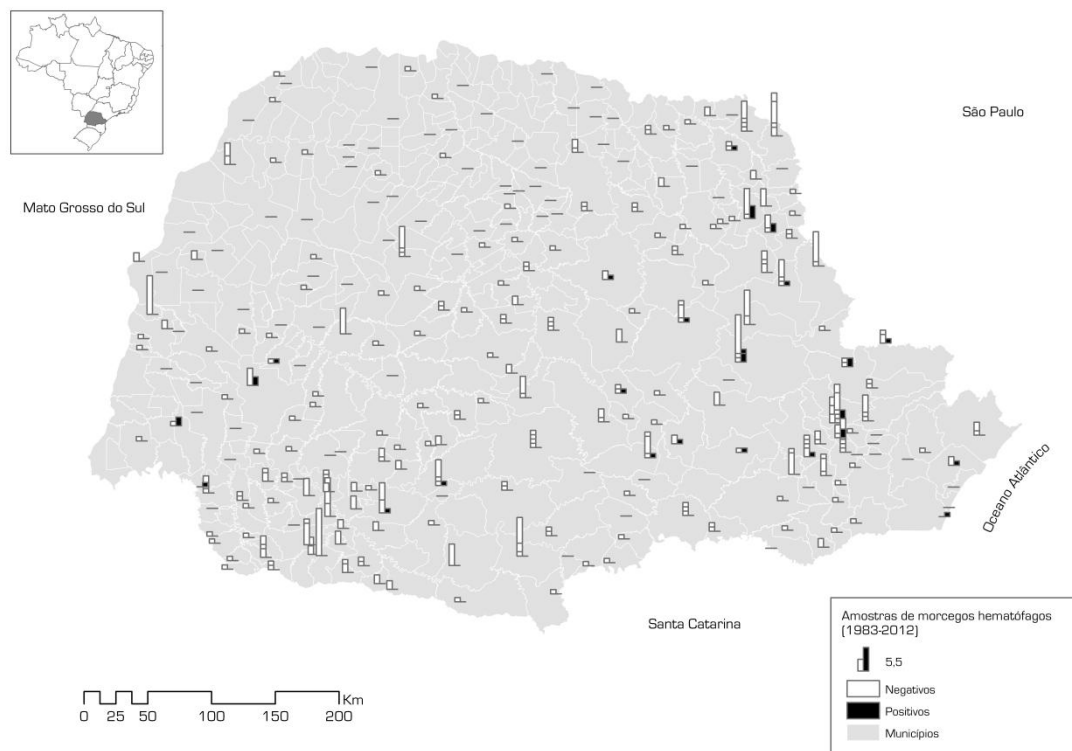 São Paulo
Mato Grosso do Sul
Oceano Atlântico
Santa Catarina
Amostras de morcegos hematófagos
(1983-2012)
5,5
Negativos
Positivos
Municípios
Km
0 25 50 100 150 200